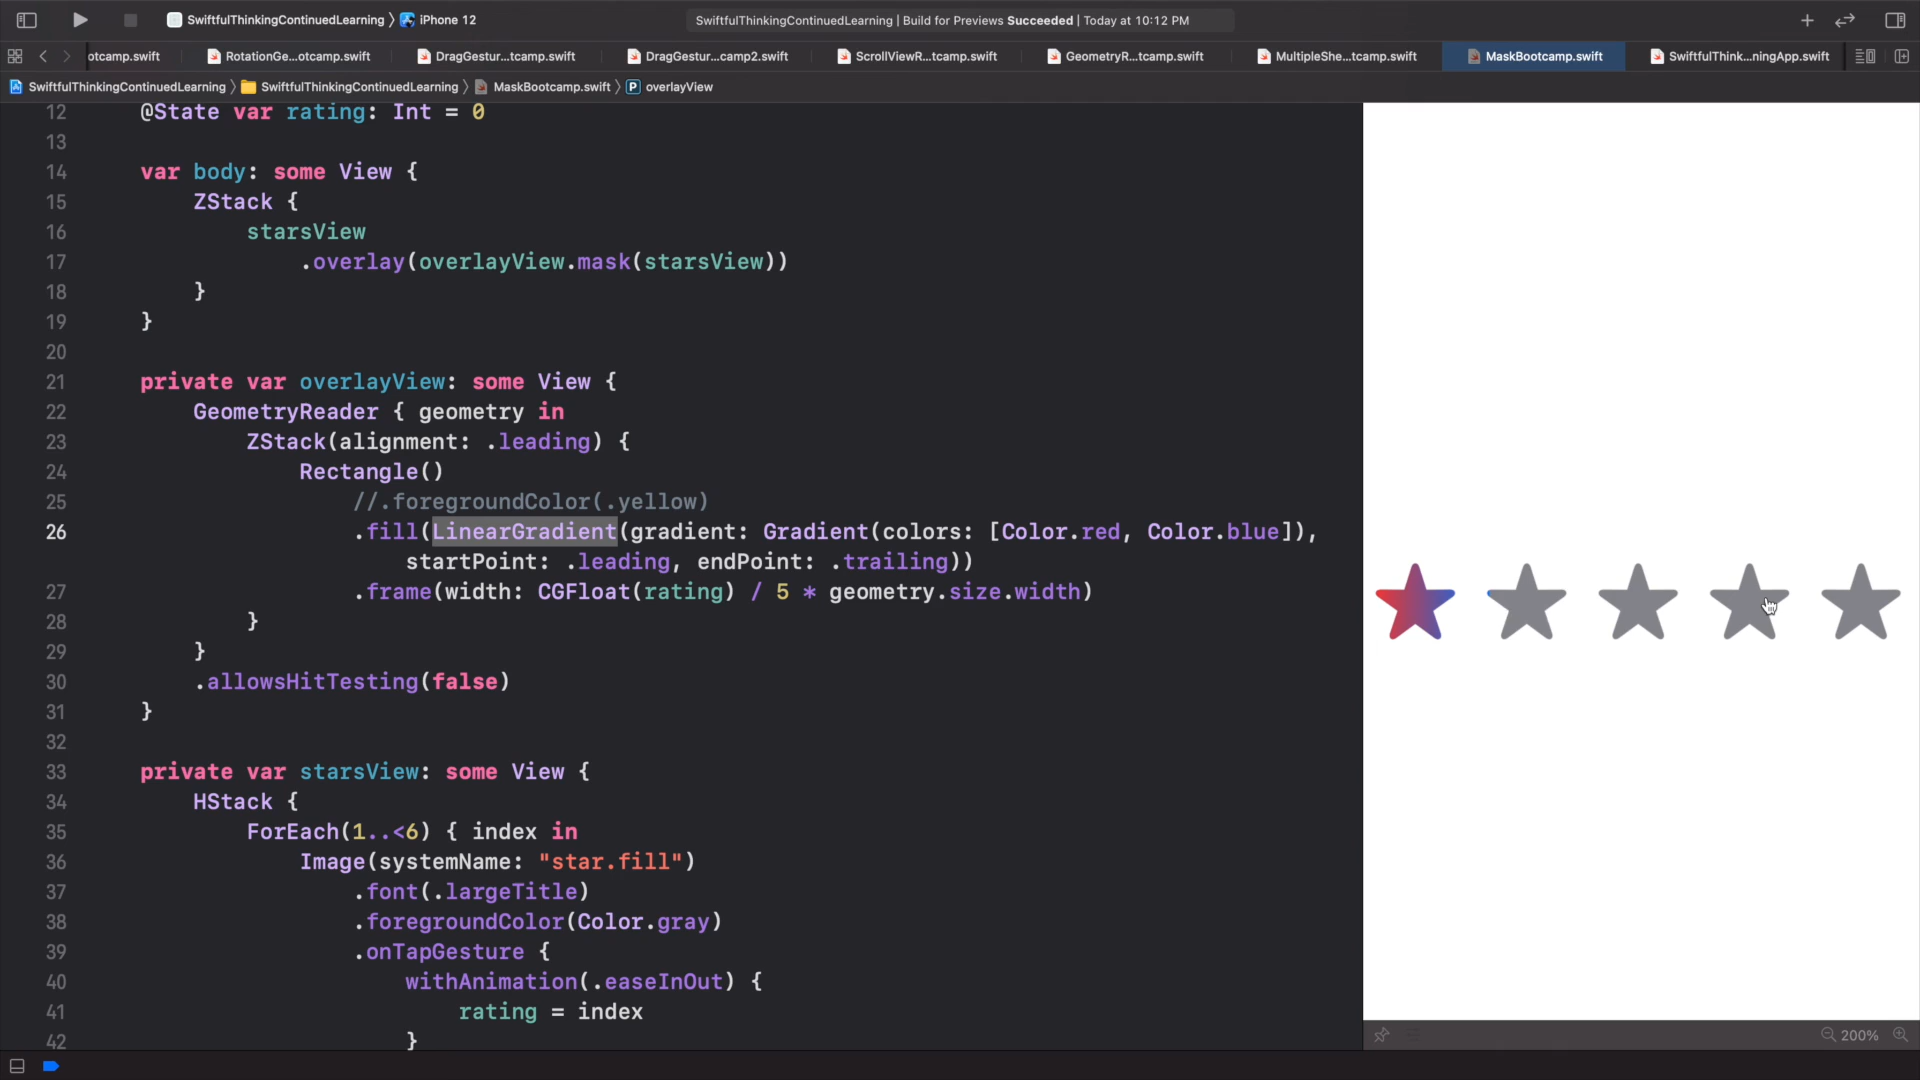 SwiftfulThinkingContinuedLearning 〉 iPhone 12
SwiftfulThinkingContinuedLearning | Build for Previews Succeeded | Today at 10:12 PM
otcamp.swift
RotationGe...otcamp.swift
DragGestur...tcamp.swift
DragGestur...camp2.swift
ScrollViewR...tcamp.swift
GeometryR...tcamp.swift
MultipleShe...tcamp.swift
MaskBootcamp.swift
SwiftfulThink...ningApp.swift
SwiftfulThinkingContinuedLearning 〉 SwiftfulThinkingContinuedLearning 〉 MaskBootcamp.swift 〉 P overlayView
12 @State var rating: Int = 0
13
14 var body: some View {
15 ZStack {
16 starsView
17 .overlay(overlayView.mask(starsView))
18 }
19 }
20
21 private var overlayView: some View {
22 GeometryReader { geometry in
23 ZStack(alignment: .leading) {
24 Rectangle()
25 //.foregroundColor(.yellow)
26 .fill(LinearGradient(gradient: Gradient(colors: [Color.red, Color.blue]),
startPoint: .leading, endPoint: .trailing))
27 .frame(width: CGFloat(rating) / 5 * geometry.size.width)
28 }
29 }
30 .allowsHitTesting(false)
31 }
32
33 private var starsView: some View {
34 HStack {
35 ForEach(1..<6) { index in
36 Image(systemName: "star.fill")
37 .font(.largeTitle)
38 .foregroundColor(Color.gray)
39 .onTapGesture {
40 withAnimation(.easeInOut) {
41 rating = index
42 }
200%